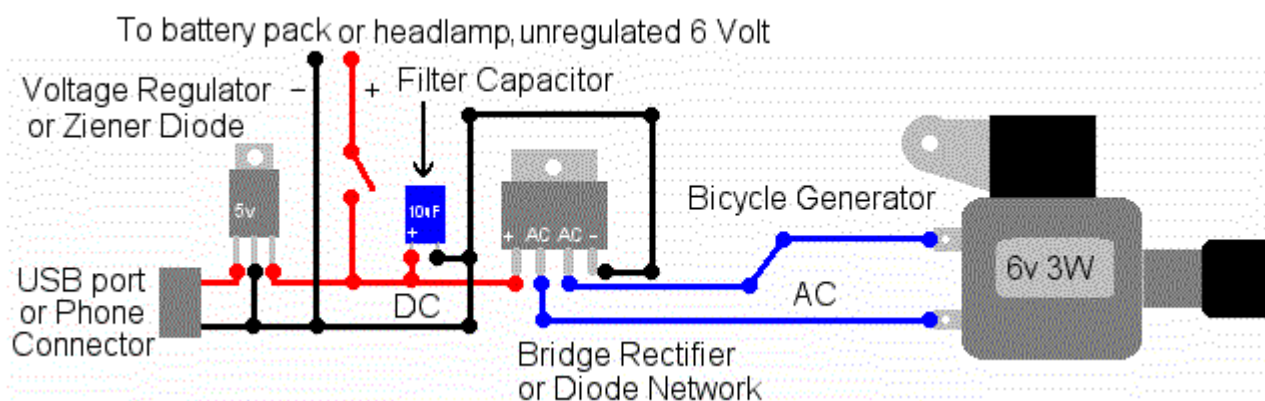 To battery pack or headlamp, unregulated 6 Volt
Voltage Regulator
or Ziener Diode
− +
Filter Capacitor
5v
10uF
+
+ AC AC -
Bicycle Generator
6v 3W
USB port
or Phone
Connector
DC
AC
Bridge Rectifier
or Diode Network